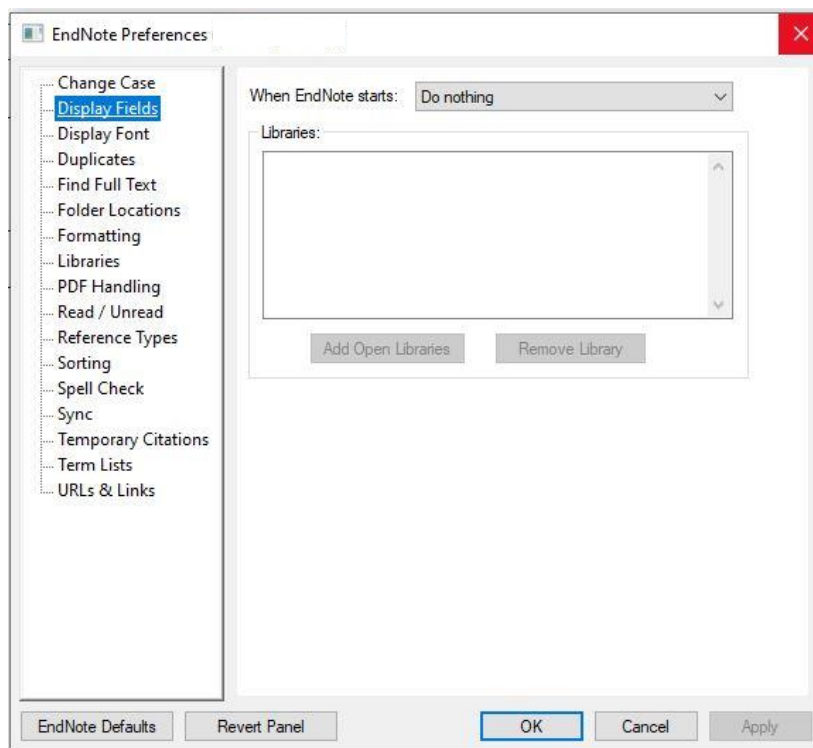 EndNote Preferences
Change Case
Display Fields
Display Font
Duplicates
Find Full Text
Folder Locations
Formatting
Libraries
PDF Handling
Read / Unread
Reference Types
Sorting
Spell Check
Sync
Temporary Citations
Term Lists
URLs & Links
When EndNote starts: Do nothing
Libraries:
Add Open Libraries Remove Library
EndNote Defaults Revert Panel OK Cancel Apply